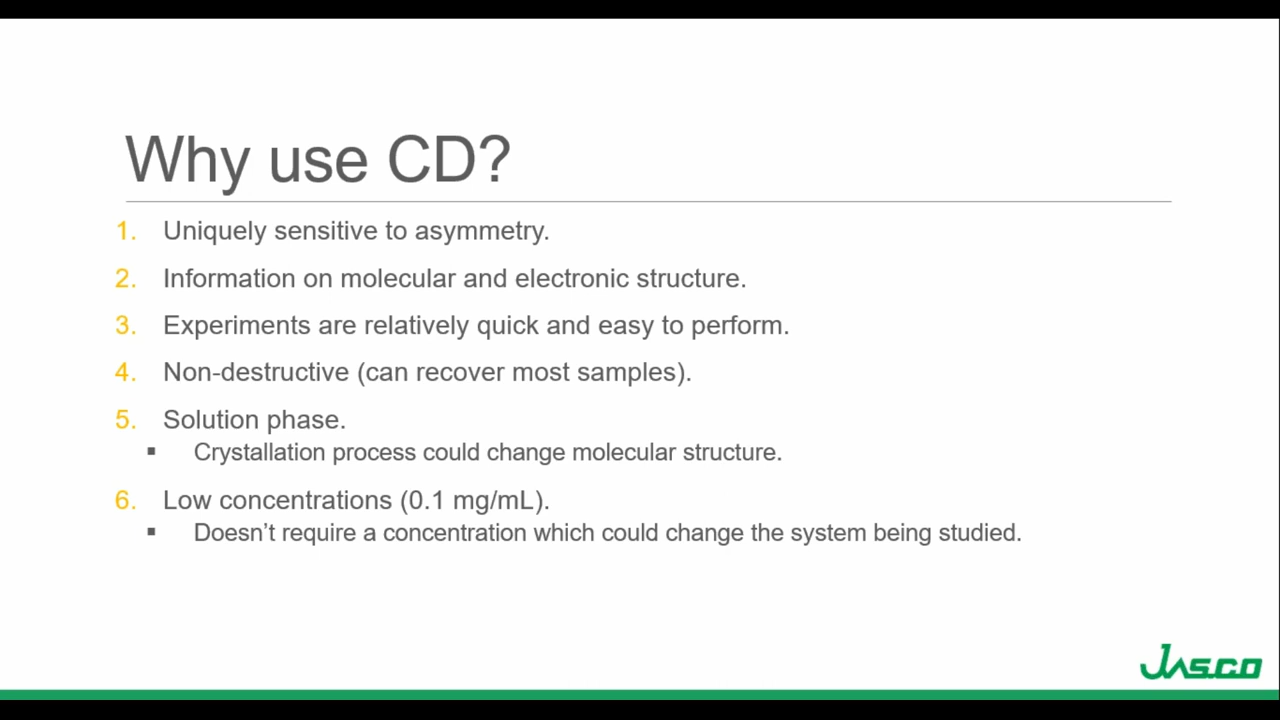 Why use CD?
1. Uniquely sensitive to asymmetry.
2. Information on molecular and electronic structure.
3. Experiments are relatively quick and easy to perform.
4. Non-destructive (can recover most samples).
5. Solution phase.
▪ Crystallation process could change molecular structure.
6. Low concentrations (0.1 mg/mL).
▪ Doesn’t require a concentration which could change the system being studied.
JASCO